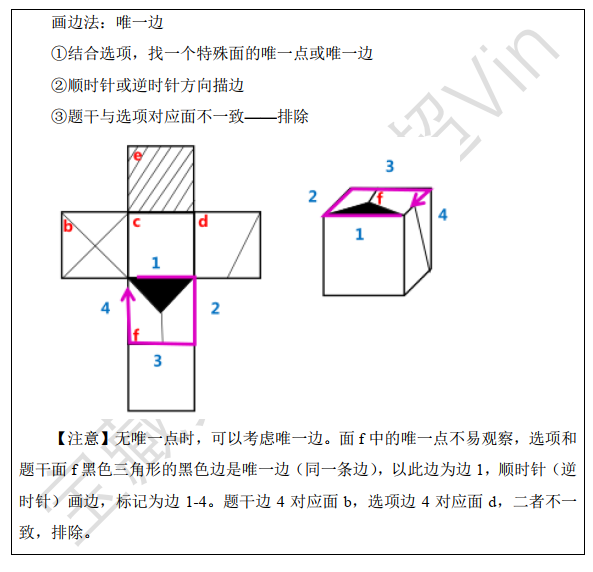 画边法：唯一边
①结合选项，找一个特殊面的唯一点或唯一边
②顺时针或逆时针方向描边
③题干与选项对应面不一致——排除
e
b
c
d
1
4
2
f
3
3
2
f
4
1
【注意】无唯一点时，可以考虑唯一边。面 f 中的唯一点不易观察，选项和
题干面 f 黑色三角形的黑色边是唯一边（同一条边），以此边为边 1，顺时针（逆
时针）画边，标记为边 1-4。题干边 4 对应面 b，选项边 4 对应面 d，二者不一
致，排除。
Vin
宝藏